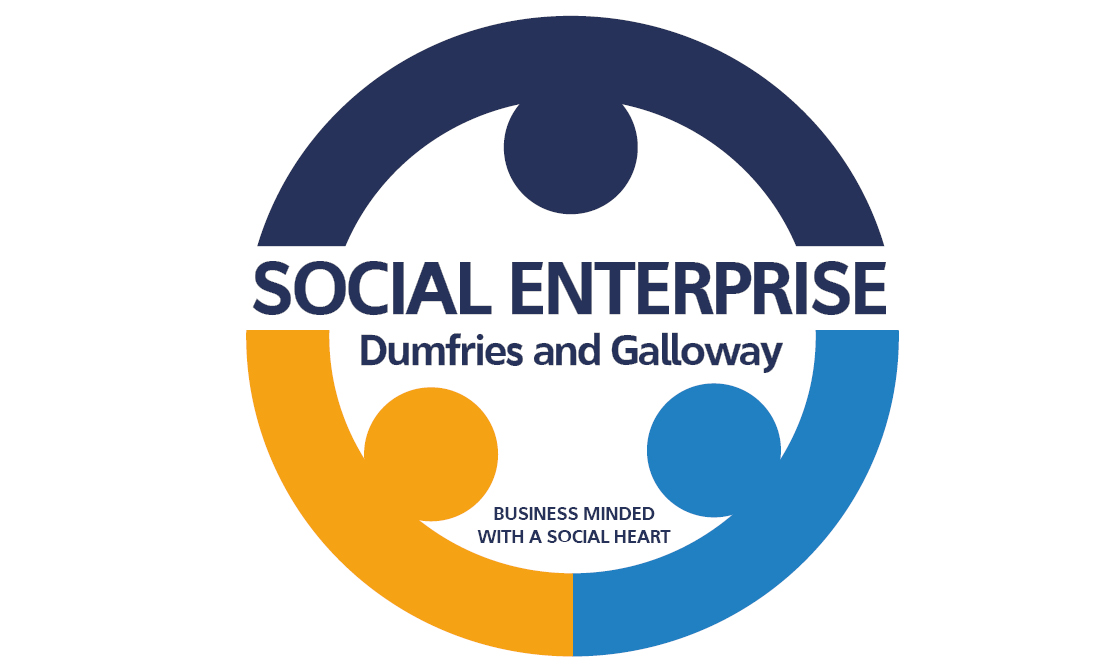 SOCIAL ENTERPRISE
Dumfries and Galloway
BUSINESS MINDED
WITH A SOCIAL HEART